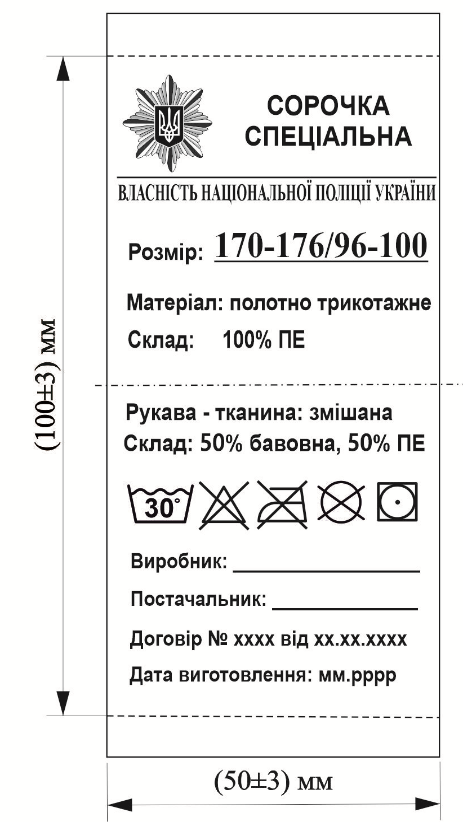 СОРОЧКА
СПЕЦІАЛЬНА
ВЛАСНІСТЬ НАЦІОНАЛЬНОЇ ПОЛІЦІЇ УКРАЇНИ
Розмір: 170-176/96-100
Матеріал: полотно трикотажне
Склад: 100% ПЕ
Рукава - тканина: змішана
Склад: 50% бавовна, 50% ПЕ
30°
Виробник:
Постачальник:
Договір № хххх від хх.хх.хххх
Дата виготовлення: мм.рррр
(100±3) мм
(50±3) мм